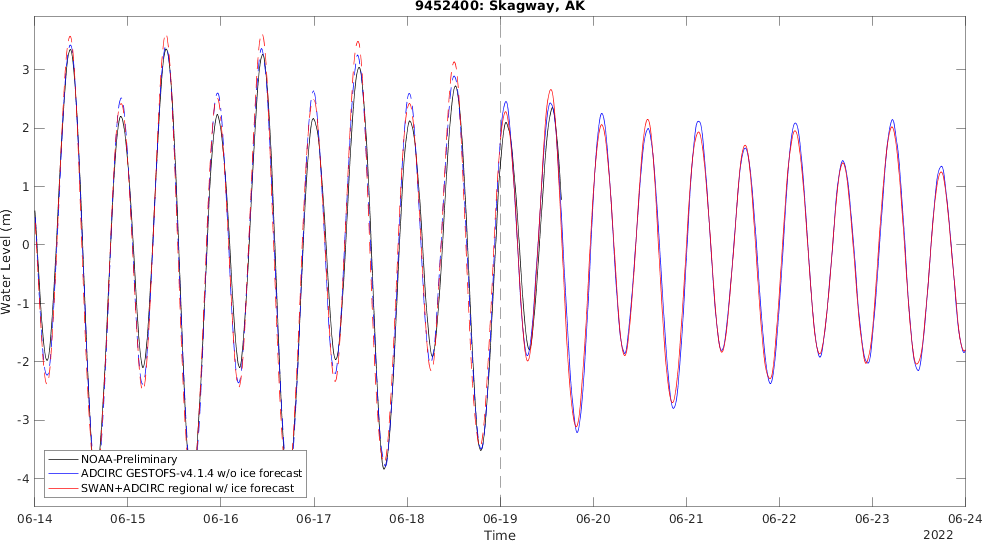 9452400: Skagway, AK
3
2
1
0
-1
-2
-3
-4
Water Level (m)
NOAA-Preliminary
ADCIRC GESTOFS-v4.1.4 w/o ice forecast
SWAN+ADCIRC regional w/ ice forecast
06-14 06-15 06-16 06-17 06-18 06-19 06-20 06-21 06-22 06-23 06-24
Time
2022